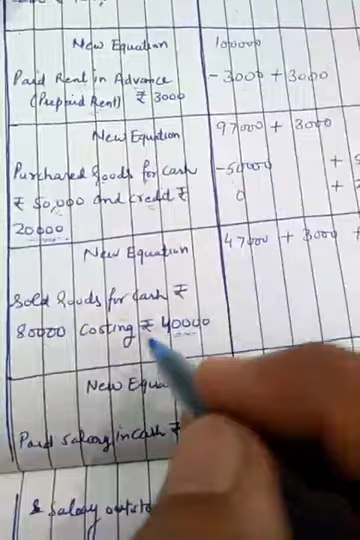 New Equation 100000
Paid Rent in Advance -3000 + 3000
(Prepaid Rent) ₹ 3000
New Equation 97000 + 3000
Purchased Goods for cash -50000 +
₹ 50,000 and credit ₹ 0 +
20000
New Equation 47000 + 3000 +
Sold Goods for Cash ₹
80000 Costing ₹ 40000
New Equa
Paid salary in cash ₹
& Salary outsta